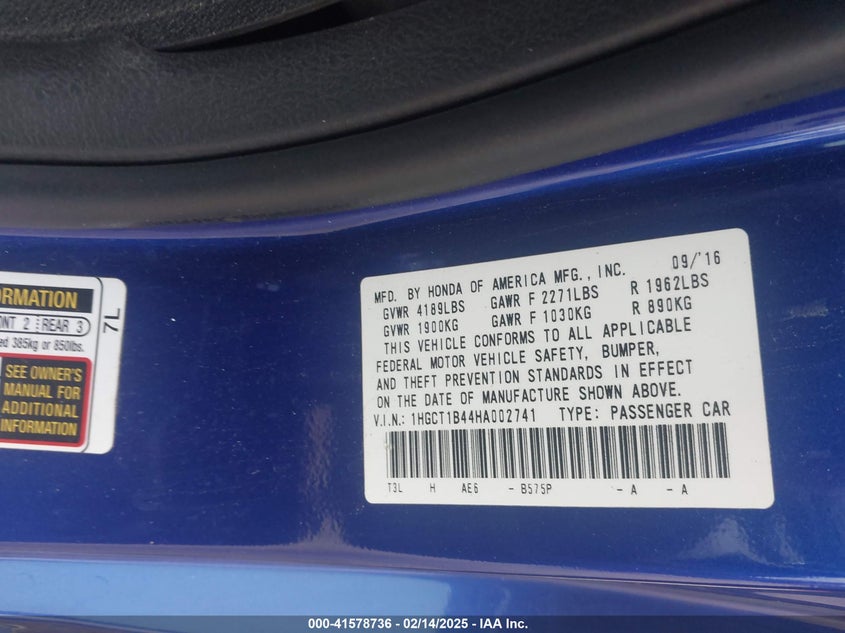 ORMATION
NT 2 REAR 3
ed 385kg or 850lbs.
7L
SEE OWNER'S
MANUAL FOR
ADDITIONAL
INFORMATION
MFD. BY HONDA OF AMERICA MFG., INC. 09/'16
GVWR 4189LBS GAWR F 2271LBS R 1962LBS
GVWR 1900KG GAWR F 1030KG R 890KG
THIS VEHICLE CONFORMS TO ALL APPLICABLE
FEDERAL MOTOR VEHICLE SAFETY, BUMPER,
AND THEFT PREVENTION STANDARDS IN EFFECT
ON THE DATE OF MANUFACTURE SHOWN ABOVE.
V.I.N.: 1HGCT1B44HA002741 TYPE: PASSENGER CAR
T3L H AE6 - B575P - A - A
000-41578736 - 02/14/2025 - IAA Inc.